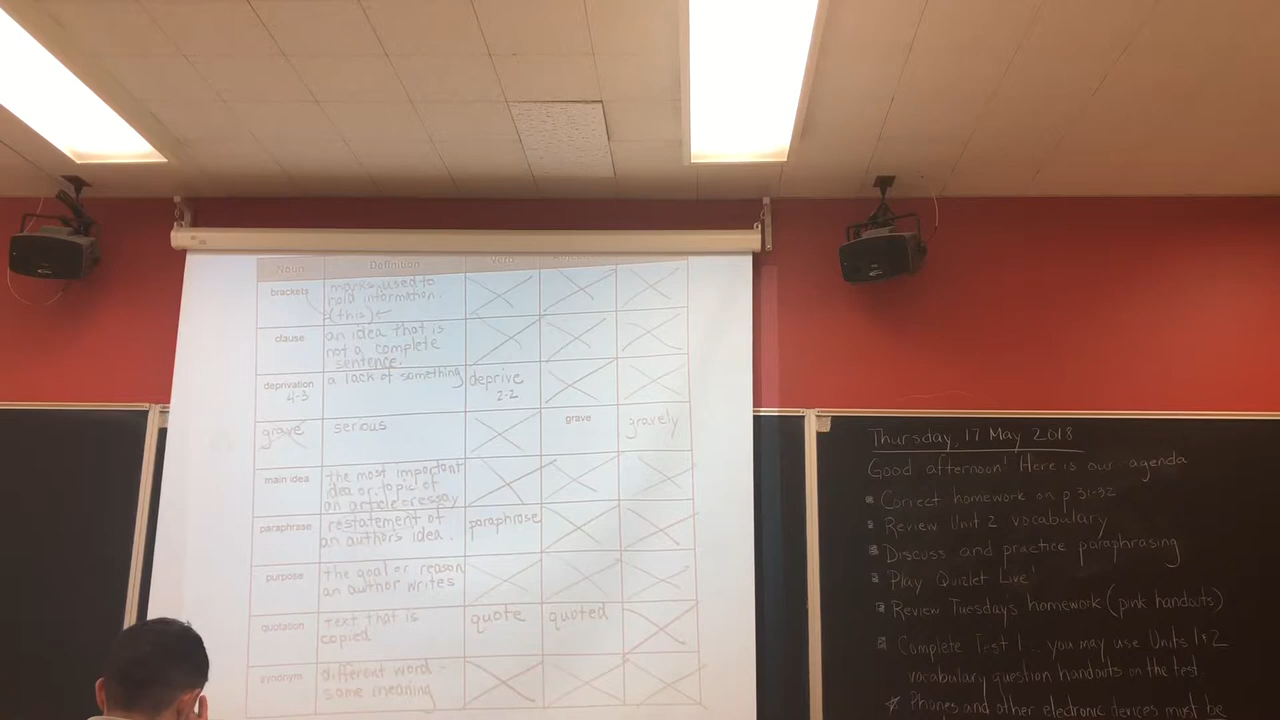 Noun Definition Verb
brackets
marks used to
hold information.
(this)
clause
an idea that is
not a complete
sentence.
deprivation
4-3
a lack of something
deprive
2-2
grave
serious
grave
gravely
main idea
the most important
idea or topic of
an article or essay
paraphrase
restatement of
an authors idea.
paraphrose
purpose
the goal or reason
an author writes
quotation
text that is
copied
quote
quoted
synonym
different word -
same meaning
Thursday, 17 May 2018
Good afternoon! Here is our agenda
Correct homework on p 31-32
Review Unit 2 vocabulary
Discuss and practice paraphrasing
Play Quizlet Live!
Review Tuesday's homework (pink handouts)
Complete Test 1 .. you may use Units 1 & 2
vocabulary question handouts on the test
Phones and other electronic devices must be